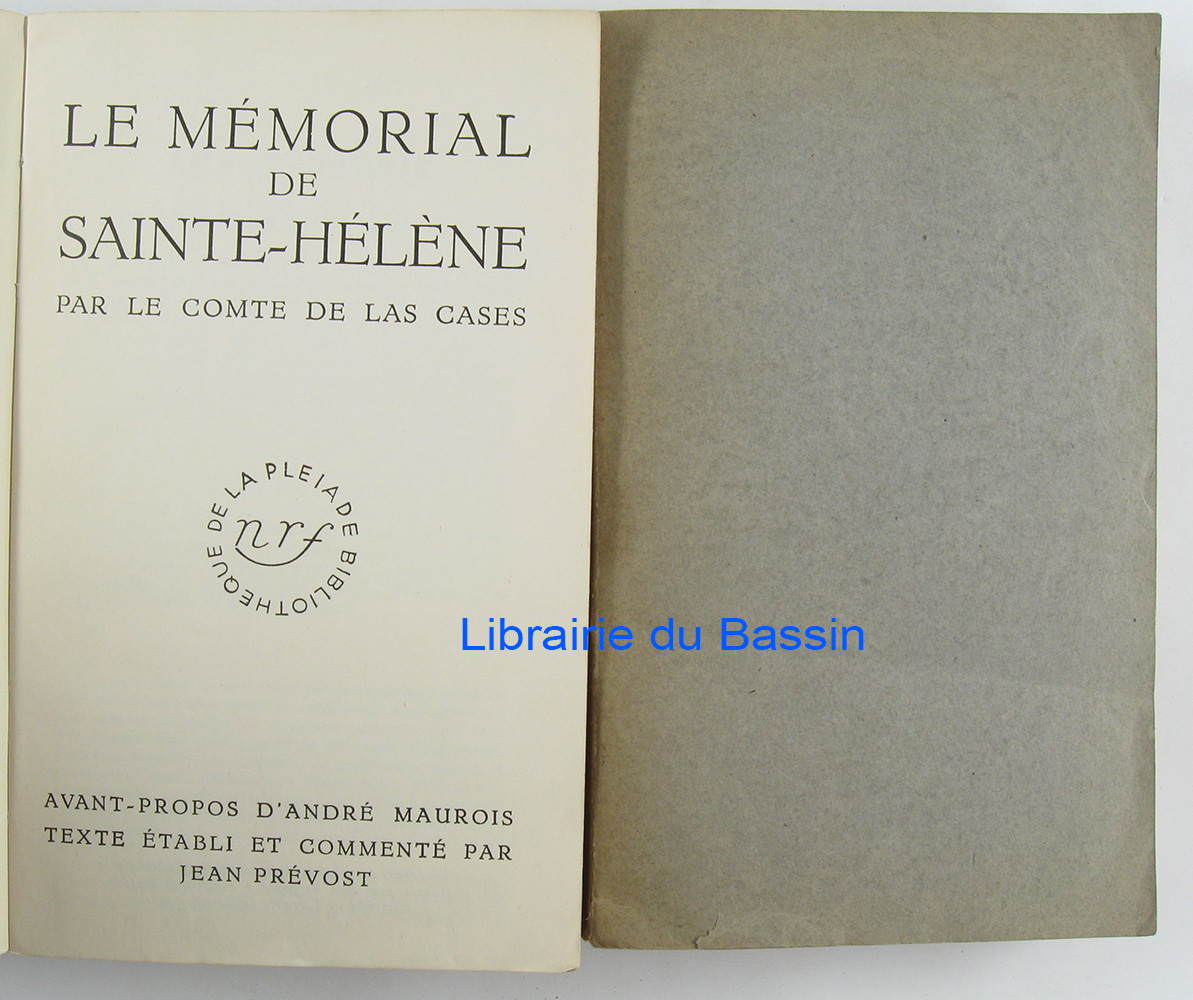 LE MÉMORIAL
DE
SAINTE-HÉLÈNE
PAR LE COMTE DE LAS CASES
BIBLIOTHEQUE DE LA PLEIADE
nrf
Librairie du Bassin
AVANT-PROPOS D'ANDRÉ MAUROIS
TEXTE ÉTABLI ET COMMENTÉ PAR
JEAN PRÉVOST